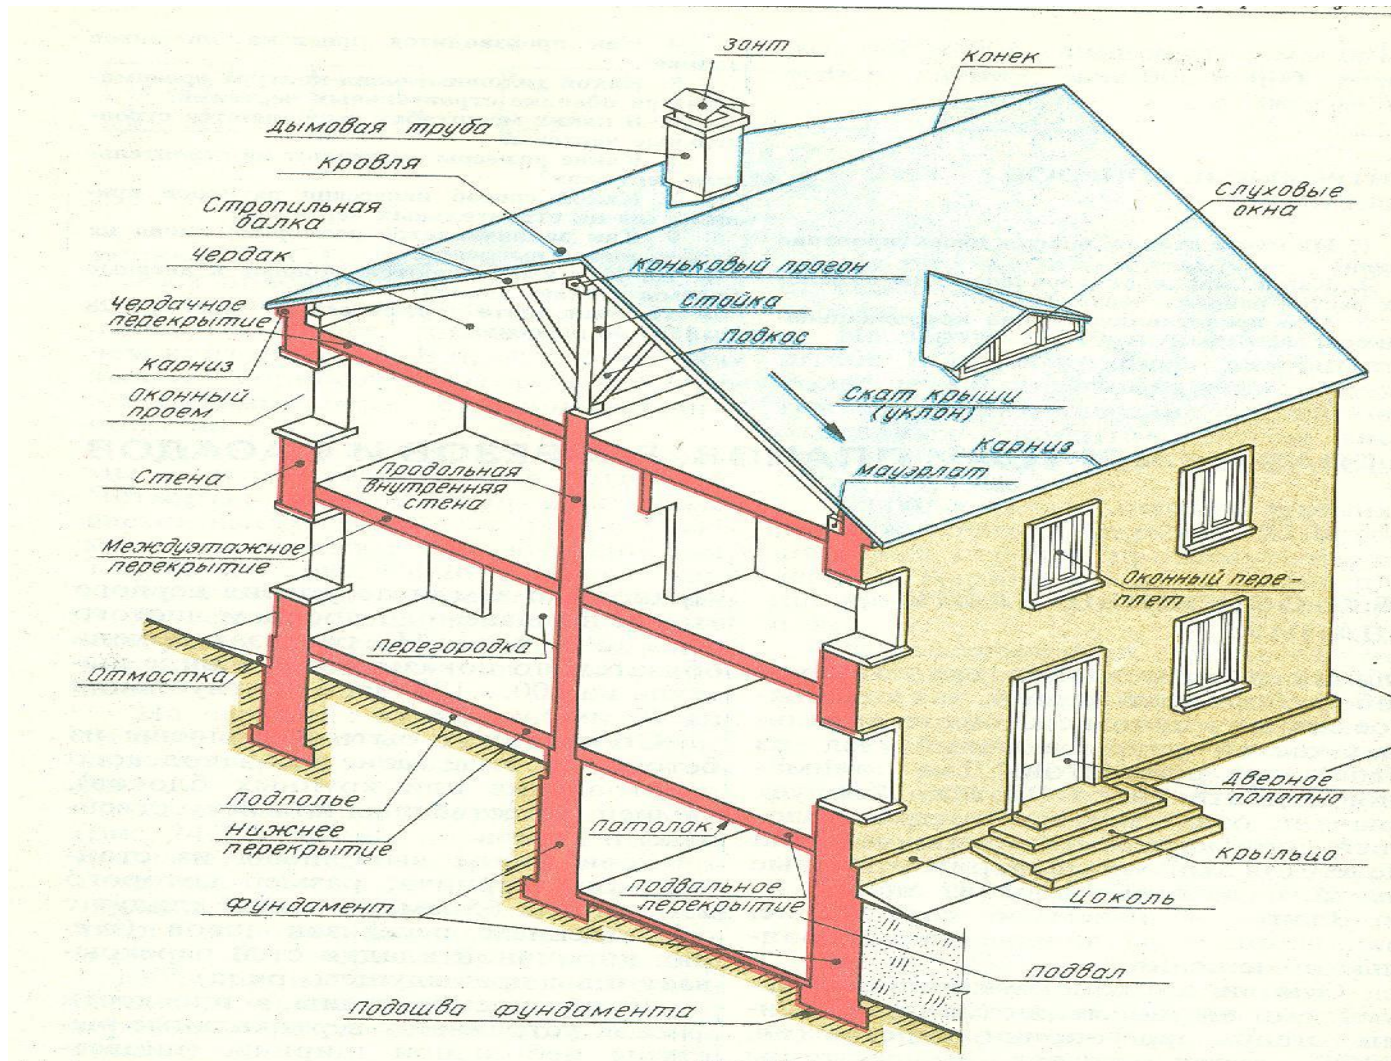 зонт
конек
дымовая труба
кровля
Слуховые
окна
Стропильная
балка
Чердак
коньковый прогон
Чердачное
перекрытие
Стойка
Подкос
карниз
оконный
проем
Скат крыши
(уклон)
карниз
мауэрлат
Стена
Продольная
внутренняя
стена
Междуэтажное
перекрытие
Оконный пере-
плет
перегородка
Отмостка
Подполье
Нижнее
перекрытие
потолок
дверное
полотно
крыльцо
подвальное
перекрытие
Цоколь
Фундамент
подвал
Подошва фундамента